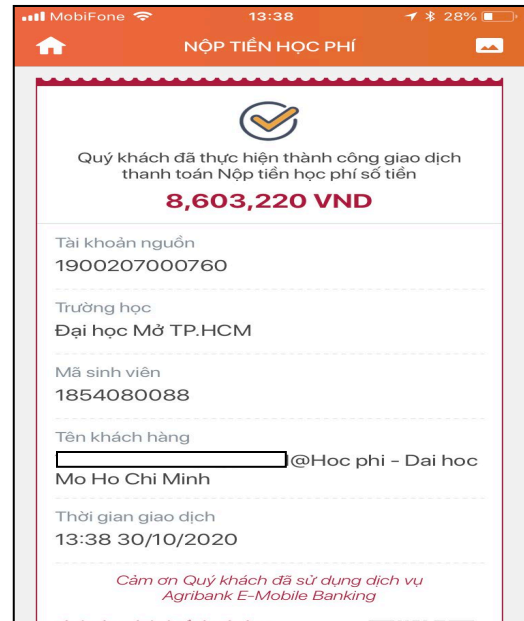 MobiFone 13:38 28%
NỘP TIỀN HỌC PHÍ
Quý khách đã thực hiện thành công giao dịch
thanh toán Nộp tiền học phí số tiền
8,603,220 VND
Tài khoản nguồn
1900207000760
Trường học
Đại học Mở TP.HCM
Mã sinh viên
1854080088
Tên khách hàng
@Hoc phi - Dai hoc
Mo Ho Chi Minh
Thời gian giao dịch
13:38 30/10/2020
Cảm ơn Quý khách đã sử dụng dịch vụ
Agribank E-Mobile Banking